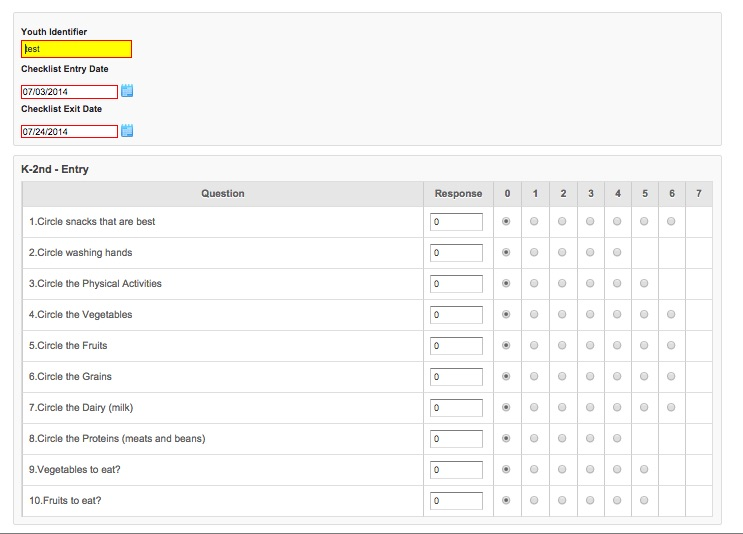 Youth Identifier
test
Checklist Entry Date
07/03/2014
Checklist Exit Date
07/24/2014
K-2nd - Entry
Question Response 0 1 2 3 4 5 6 7
1.Circle snacks that are best 0
2.Circle washing hands 0
3.Circle the Physical Activities 0
4.Circle the Vegetables 0
5.Circle the Fruits 0
6.Circle the Grains 0
7.Circle the Dairy (milk) 0
8.Circle the Proteins (meats and beans) 0
9.Vegetables to eat? 0
10.Fruits to eat? 0